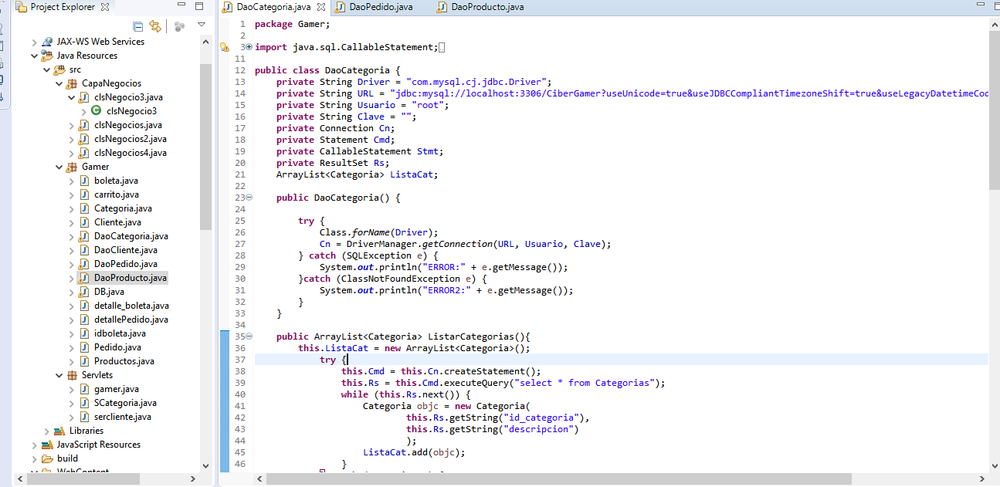 Project Explorer
JAX-WS Web Services
Java Resources
src
CapaNegocios
clsNegocio3.java
clsNegocio3
clsNegocios.java
clsNegocios2.java
clsNegocios4.java
Gamer
boleta.java
carrito.java
Categoria.java
Cliente.java
DaoCategoria.java
DaoCliente.java
DaoPedido.java
DaoProducto.java
DB.java
detalle_boleta.java
detallePedido.java
idboleta.java
Pedido.java
Productos.java
Servlets
gamer.java
SCategoria.java
sercliente.java
Libraries
JavaScript Resources
build
WebContent
DaoCategoria.java DaoPedido.java DaoProducto.java
1 package Gamer;
2
3 import java.sql.CallableStatement;
11
12 public class DaoCategoria {
13 private String Driver = "com.mysql.cj.jdbc.Driver";
14 private String URL = "jdbc:mysql://localhost:3306/CiberGamer?useUnicode=true&useJDBCCompliantTimezoneShift=true&useLegacyDatetimeCod
15 private String Usuario = "root";
16 private String Clave = "";
17 private Connection Cn;
18 private Statement Cmd;
19 private CallableStatement Stmt;
20 private ResultSet Rs;
21 ArrayList<Categoria> ListaCat;
22
23 public DaoCategoria() {
24
25 try {
26 Class.forName(Driver);
27 Cn = DriverManager.getConnection(URL, Usuario, Clave);
28 } catch (SQLException e) {
29 System.out.println("ERROR:" + e.getMessage());
30 }catch (ClassNotFoundException e) {
31 System.out.println("ERROR2:" + e.getMessage());
32 }
33 }
34
35 public ArrayList<Categoria> ListarCategorias(){
36 this.ListaCat = new ArrayList<Categoria>();
37 try {
38 this.Cmd = this.Cn.createStatement();
39 this.Rs = this.Cmd.executeQuery("select * from Categorias");
40 while (this.Rs.next()) {
41 Categoria objc = new Categoria(
42 this.Rs.getString("id_categoria"),
43 this.Rs.getString("descripcion")
44 );
45 ListaCat.add(objc);
46 }